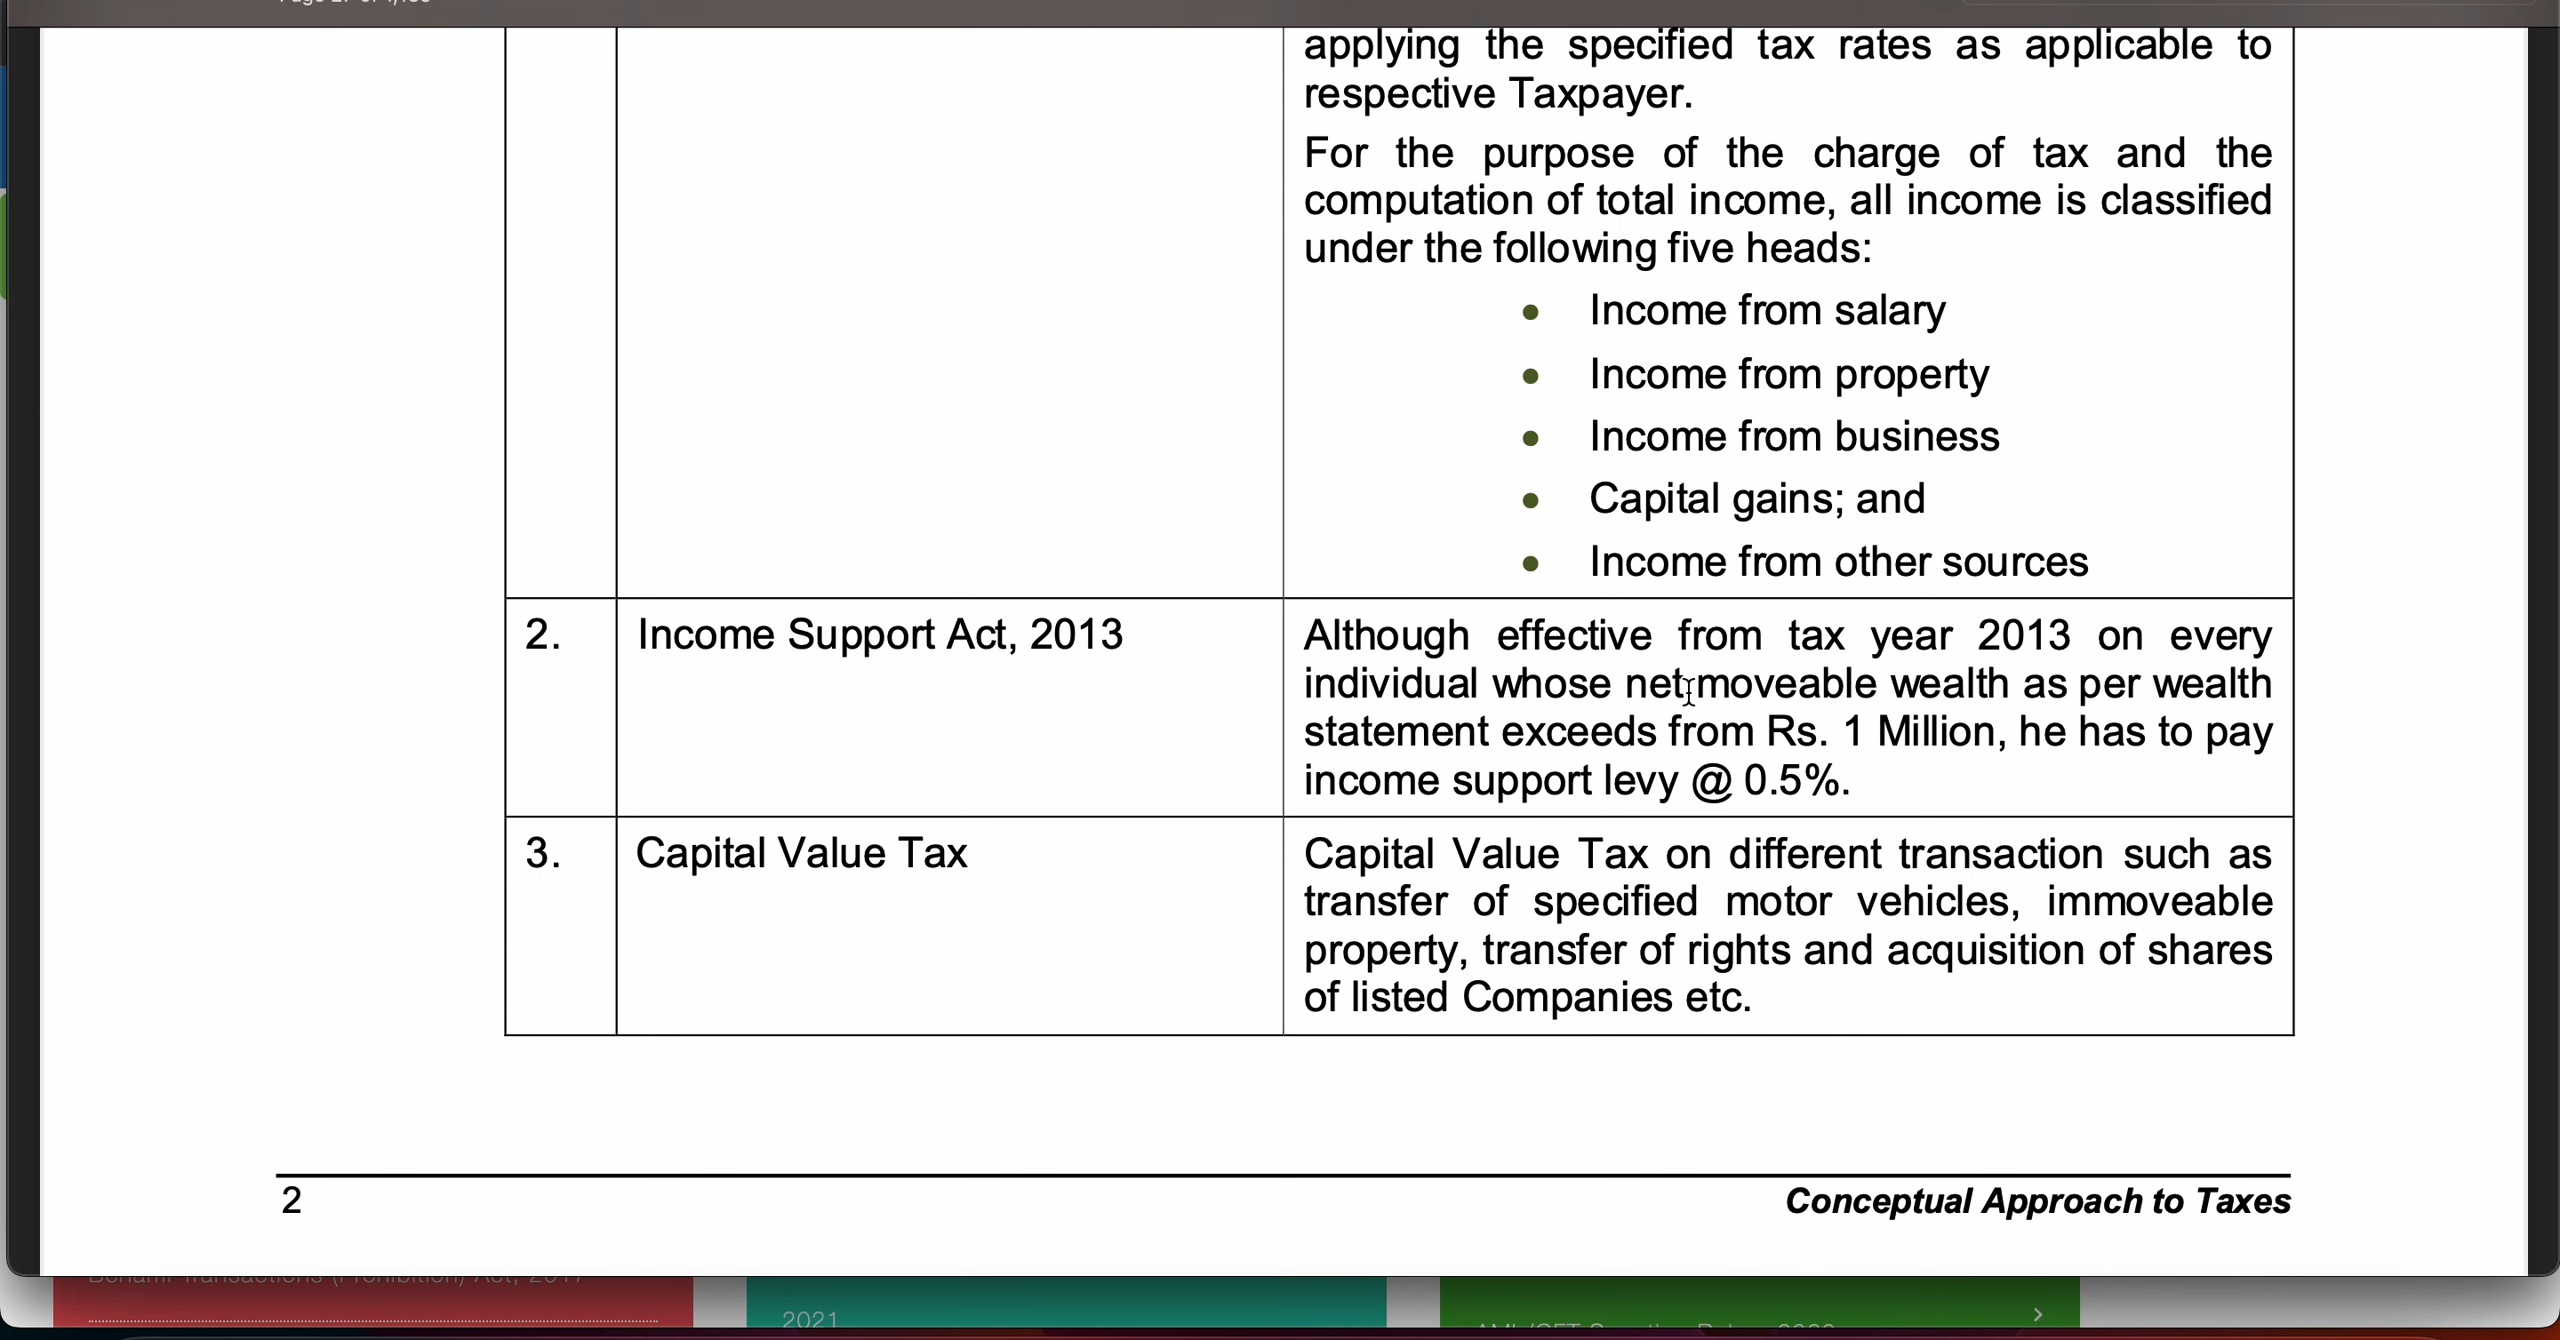 applying the specified tax rates as applicable to
respective Taxpayer.
For the purpose of the charge of tax and the
computation of total income, all income is classified
under the following five heads:
• Income from salary
• Income from property
• Income from business
• Capital gains; and
• Income from other sources
2. Income Support Act, 2013
Although effective from tax year 2013 on every
individual whose net moveable wealth as per wealth
statement exceeds from Rs. 1 Million, he has to pay
income support levy @ 0.5%.
3. Capital Value Tax
Capital Value Tax on different transaction such as
transfer of specified motor vehicles, immoveable
property, transfer of rights and acquisition of shares
of listed Companies etc.
2 Conceptual Approach to Taxes
2021